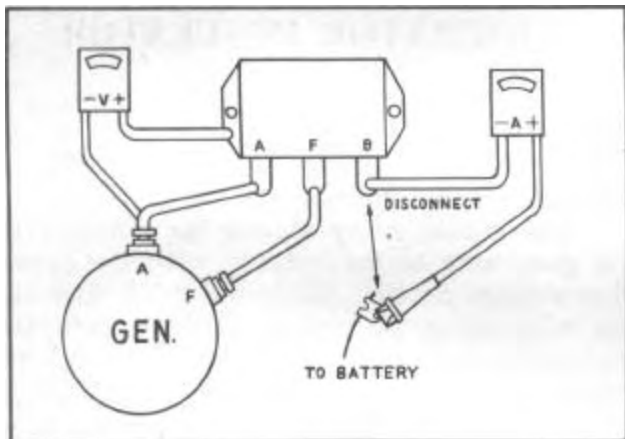 - V +
- A +
A F B
DISCONNECT
A
F
GEN.
TO BATTERY